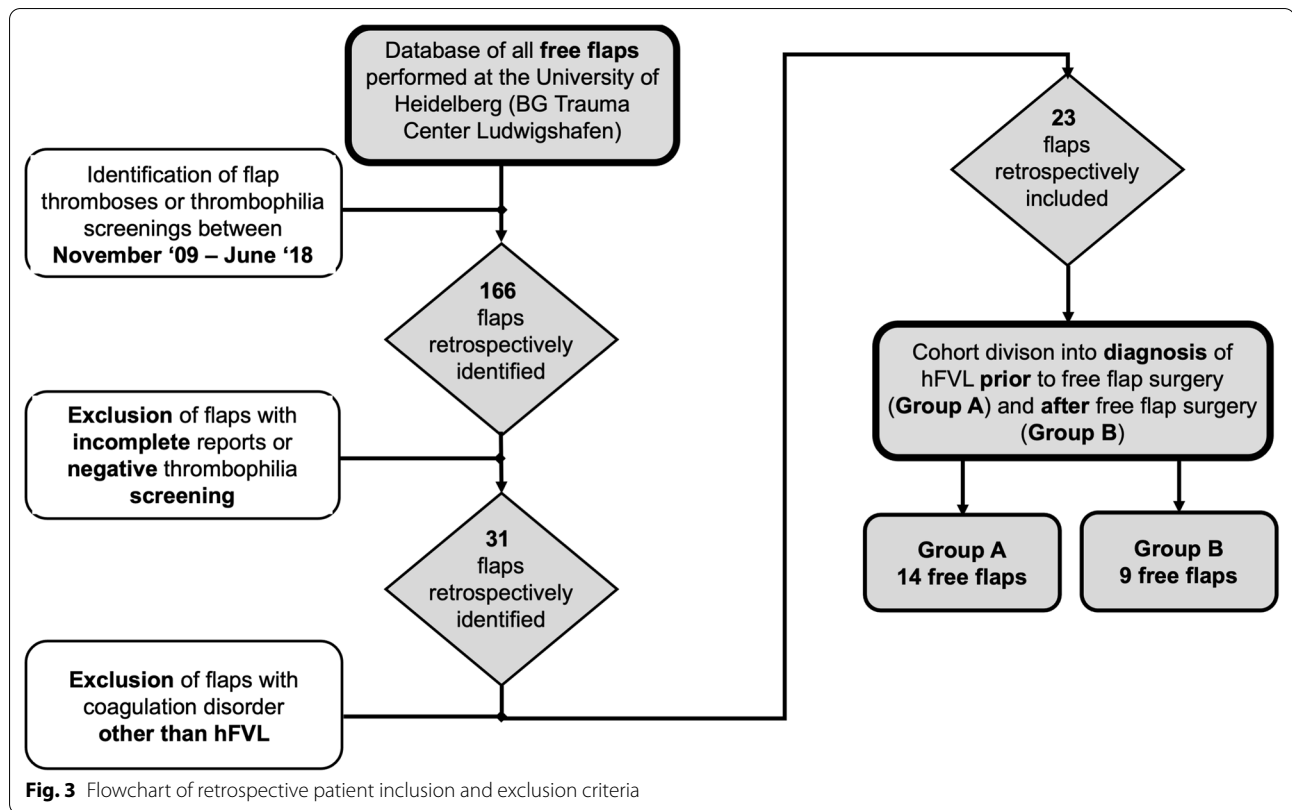 Database of all free flaps
performed at the University of
Heidelberg (BG Trauma
Center Ludwigshafen)
Identification of flap
thromboses or thrombophilia
screenings between
November ‘09 – June ‘18
166
flaps
retrospectively
identified
Exclusion of flaps with
incomplete reports or
negative thrombophilia
screening
31
flaps
retrospectively
identified
Exclusion of flaps with
coagulation disorder
other than hFVL
23
flaps
retrospectively
included
Cohort divison into diagnosis of
hFVL prior to free flap surgery
(Group A) and after free flap surgery
(Group B)
Group A
14 free flaps
Group B
9 free flaps
Fig. 3 Flowchart of retrospective patient inclusion and exclusion criteria